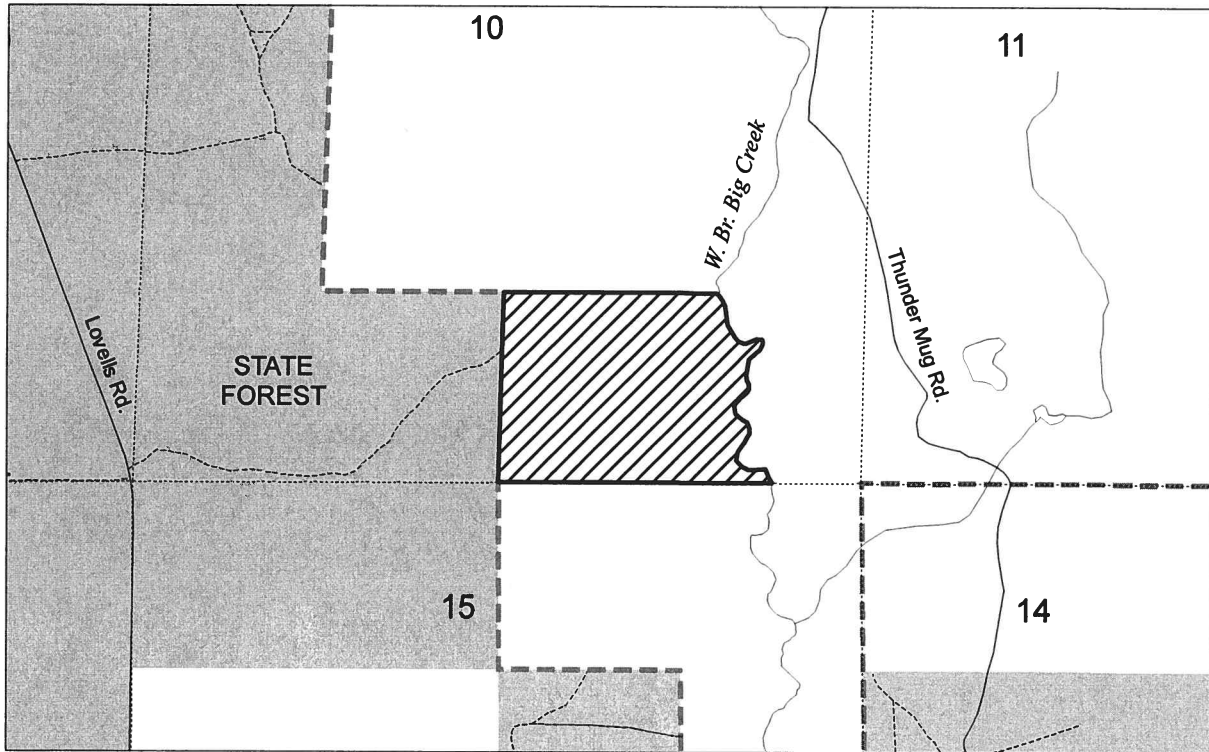 10
11
W. Br. Big Creek
Thunder Mug Rd.
Lovells Rd.
STATE
FOREST
15
14